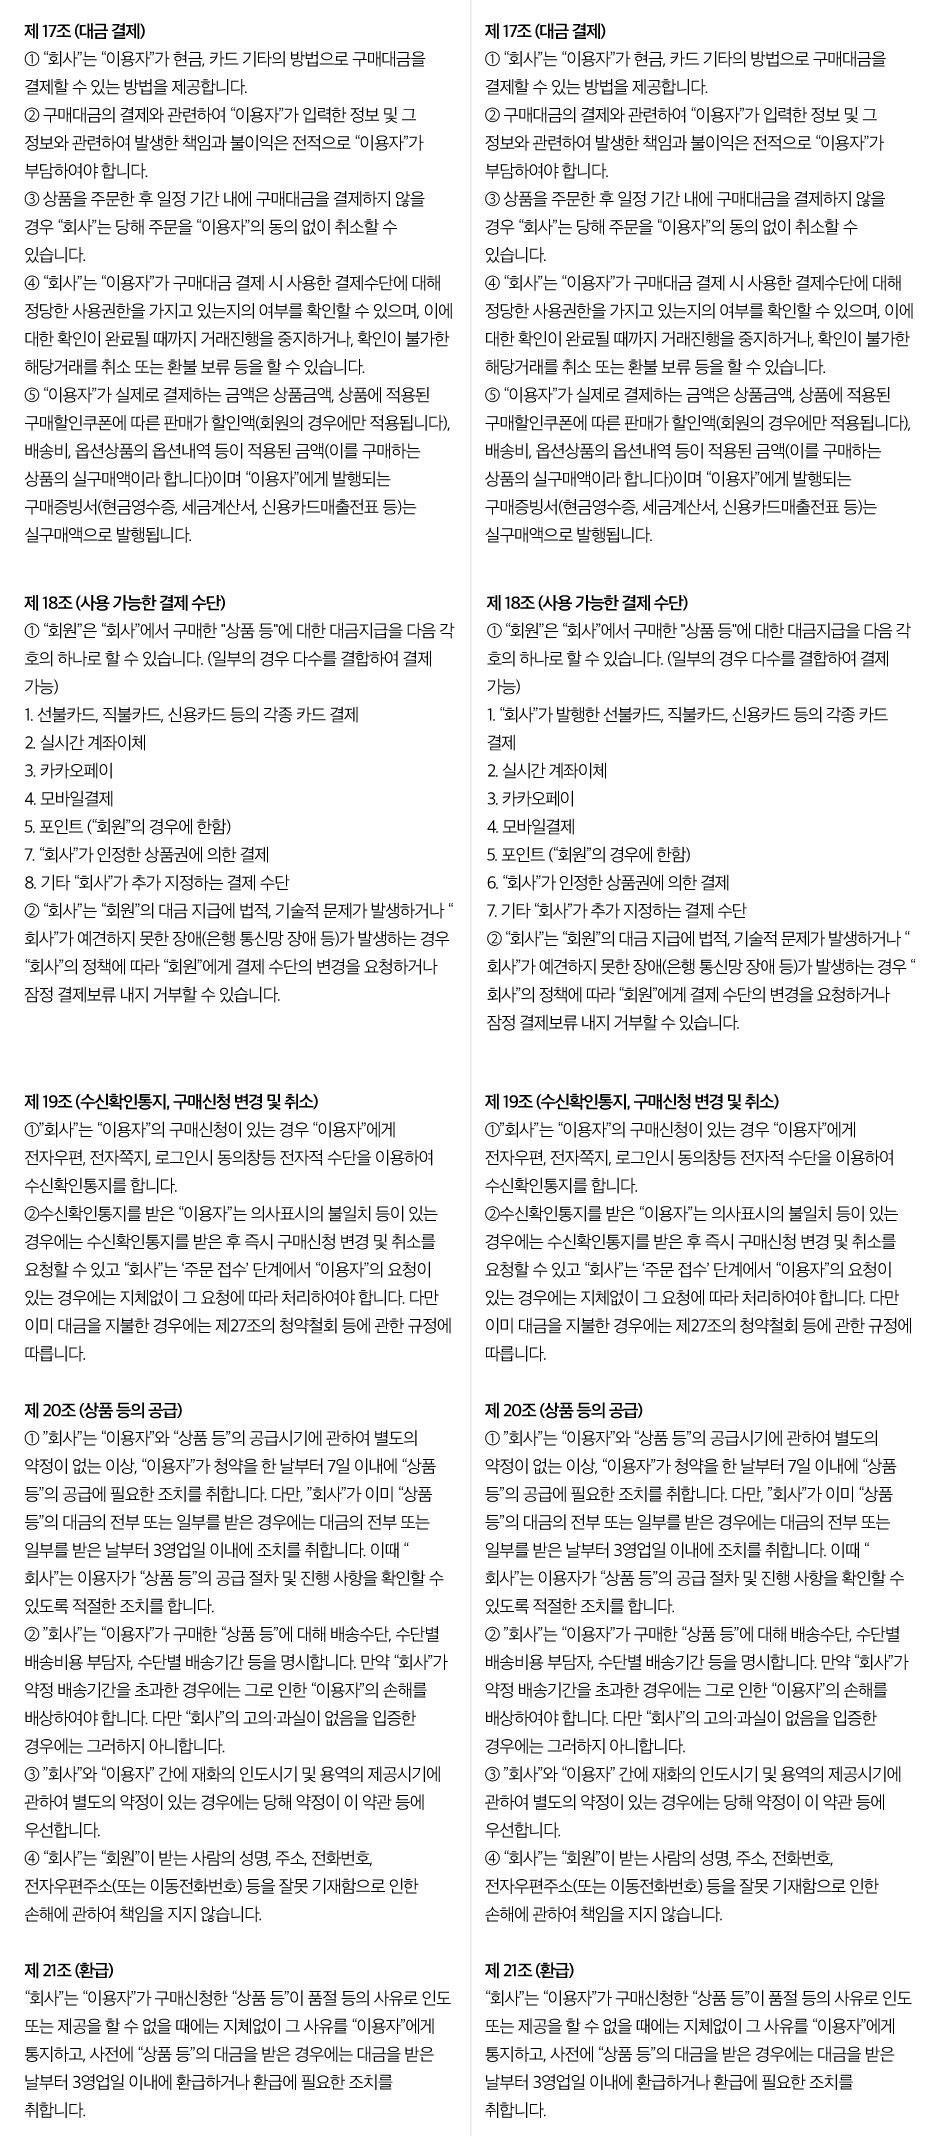 제 17조 (대금 결제)
① “회사”는 “이용자”가 현금, 카드 기타의 방법으로 구매대금을
결제할 수 있는 방법을 제공합니다.
② 구매대금의 결제와 관련하여 “이용자”가 입력한 정보 및 그
정보와 관련하여 발생한 책임과 불이익은 전적으로 “이용자”가
부담하여야 합니다.
③ 상품을 주문한 후 일정 기간 내에 구매대금을 결제하지 않을
경우 “회사”는 당해 주문을 “이용자”의 동의 없이 취소할 수
있습니다.
④ “회사”는 “이용자”가 구매대금 결제 시 사용한 결제수단에 대해
정당한 사용권한을 가지고 있는지의 여부를 확인할 수 있으며, 이에
대한 확인이 완료될 때까지 거래진행을 중지하거나, 확인이 불가한
해당거래를 취소 또는 환불 보류 등을 할 수 있습니다.
⑤ “이용자”가 실제로 결제하는 금액은 상품금액, 상품에 적용된
구매할인쿠폰에 따른 판매가 할인액(회원의 경우에만 적용됩니다),
배송비, 옵션상품의 옵션내역 등이 적용된 금액(이를 구매하는
상품의 실구매액이라 합니다)이며 “이용자”에게 발행되는
구매증빙서(현금영수증, 세금계산서, 신용카드매출전표 등)는
실구매액으로 발행됩니다.
제 18조 (사용 가능한 결제 수단)
① “회원”은 “회사”에서 구매한 "상품 등"에 대한 대금지급을 다음 각
호의 하나로 할 수 있습니다. (일부의 경우 다수를 결합하여 결제
가능)
1. 선불카드, 직불카드, 신용카드 등의 각종 카드 결제
2. 실시간 계좌이체
3. 카카오페이
4. 모바일결제
5. 포인트 (“회원”의 경우에 한함)
7. “회사”가 인정한 상품권에 의한 결제
8. 기타 “회사”가 추가 지정하는 결제 수단
② “회사”는 “회원”의 대금 지급에 법적, 기술적 문제가 발생하거나 “
회사”가 예견하지 못한 장애(은행 통신망 장애 등)가 발생하는 경우
“회사”의 정책에 따라 “회원”에게 결제 수단의 변경을 요청하거나
잠정 결제보류 내지 거부할 수 있습니다.
제 19조 (수신확인통지, 구매신청 변경 및 취소)
①”회사”는 “이용자”의 구매신청이 있는 경우 “이용자”에게
전자우편, 전자쪽지, 로그인시 동의창등 전자적 수단을 이용하여
수신확인통지를 합니다.
②수신확인통지를 받은 “이용자”는 의사표시의 불일치 등이 있는
경우에는 수신확인통지를 받은 후 즉시 구매신청 변경 및 취소를
요청할 수 있고 “회사”는 ‘주문 접수’ 단계에서 “이용자”의 요청이
있는 경우에는 지체없이 그 요청에 따라 처리하여야 합니다. 다만
이미 대금을 지불한 경우에는 제27조의 청약철회 등에 관한 규정에
따릅니다.
제 20조 (상품 등의 공급)
① ”회사”는 “이용자”와 “상품 등”의 공급시기에 관하여 별도의
약정이 없는 이상, “이용자”가 청약을 한 날부터 7일 이내에 “상품
등”의 공급에 필요한 조치를 취합니다. 다만, ”회사”가 이미 “상품
등”의 대금의 전부 또는 일부를 받은 경우에는 대금의 전부 또는
일부를 받은 날부터 3영업일 이내에 조치를 취합니다. 이때 “
회사”는 이용자가 “상품 등”의 공급 절차 및 진행 사항을 확인할 수
있도록 적절한 조치를 합니다.
② ”회사”는 “이용자”가 구매한 “상품 등”에 대해 배송수단, 수단별
배송비용 부담자, 수단별 배송기간 등을 명시합니다. 만약 “회사”가
약정 배송기간을 초과한 경우에는 그로 인한 “이용자”의 손해를
배상하여야 합니다. 다만 “회사”의 고의·과실이 없음을 입증한
경우에는 그러하지 아니합니다.
③ ”회사”와 “이용자” 간에 재화의 인도시기 및 용역의 제공시기에
관하여 별도의 약정이 있는 경우에는 당해 약정이 이 약관 등에
우선합니다.
④ “회사”는 “회원”이 받는 사람의 성명, 주소, 전화번호,
전자우편주소(또는 이동전화번호) 등을 잘못 기재함으로 인한
손해에 관하여 책임을 지지 않습니다.
제 21조 (환급)
“회사”는 “이용자”가 구매신청한 “상품 등”이 품절 등의 사유로 인도
또는 제공을 할 수 없을 때에는 지체없이 그 사유를 “이용자”에게
통지하고, 사전에 “상품 등”의 대금을 받은 경우에는 대금을 받은
날부터 3영업일 이내에 환급하거나 환급에 필요한 조치를
취합니다.
제 17조 (대금 결제)
① “회사”는 “이용자”가 현금, 카드 기타의 방법으로 구매대금을
결제할 수 있는 방법을 제공합니다.
② 구매대금의 결제와 관련하여 “이용자”가 입력한 정보 및 그
정보와 관련하여 발생한 책임과 불이익은 전적으로 “이용자”가
부담하여야 합니다.
③ 상품을 주문한 후 일정 기간 내에 구매대금을 결제하지 않을
경우 “회사”는 당해 주문을 “이용자”의 동의 없이 취소할 수
있습니다.
④ “회사”는 “이용자”가 구매대금 결제 시 사용한 결제수단에 대해
정당한 사용권한을 가지고 있는지의 여부를 확인할 수 있으며, 이에
대한 확인이 완료될 때까지 거래진행을 중지하거나, 확인이 불가한
해당거래를 취소 또는 환불 보류 등을 할 수 있습니다.
⑤ “이용자”가 실제로 결제하는 금액은 상품금액, 상품에 적용된
구매할인쿠폰에 따른 판매가 할인액(회원의 경우에만 적용됩니다),
배송비, 옵션상품의 옵션내역 등이 적용된 금액(이를 구매하는
상품의 실구매액이라 합니다)이며 “이용자”에게 발행되는
구매증빙서(현금영수증, 세금계산서, 신용카드매출전표 등)는
실구매액으로 발행됩니다.
제 18조 (사용 가능한 결제 수단)
① “회원”은 “회사”에서 구매한 "상품 등"에 대한 대금지급을 다음 각
호의 하나로 할 수 있습니다. (일부의 경우 다수를 결합하여 결제
가능)
1. “회사”가 발행한 선불카드, 직불카드, 신용카드 등의 각종 카드
결제
2. 실시간 계좌이체
3. 카카오페이
4. 모바일결제
5. 포인트 (“회원”의 경우에 한함)
6. “회사”가 인정한 상품권에 의한 결제
7. 기타 “회사”가 추가 지정하는 결제 수단
② “회사”는 “회원”의 대금 지급에 법적, 기술적 문제가 발생하거나 “
회사”가 예견하지 못한 장애(은행 통신망 장애 등)가 발생하는 경우 “
회사”의 정책에 따라 “회원”에게 결제 수단의 변경을 요청하거나
잠정 결제보류 내지 거부할 수 있습니다.
제 19조 (수신확인통지, 구매신청 변경 및 취소)
①”회사”는 “이용자”의 구매신청이 있는 경우 “이용자”에게
전자우편, 전자쪽지, 로그인시 동의창등 전자적 수단을 이용하여
수신확인통지를 합니다.
②수신확인통지를 받은 “이용자”는 의사표시의 불일치 등이 있는
경우에는 수신확인통지를 받은 후 즉시 구매신청 변경 및 취소를
요청할 수 있고 “회사”는 ‘주문 접수’ 단계에서 “이용자”의 요청이
있는 경우에는 지체없이 그 요청에 따라 처리하여야 합니다. 다만
이미 대금을 지불한 경우에는 제27조의 청약철회 등에 관한 규정에
따릅니다.
제 20조 (상품 등의 공급)
① ”회사”는 “이용자”와 “상품 등”의 공급시기에 관하여 별도의
약정이 없는 이상, “이용자”가 청약을 한 날부터 7일 이내에 “상품
등”의 공급에 필요한 조치를 취합니다. 다만, ”회사”가 이미 “상품
등”의 대금의 전부 또는 일부를 받은 경우에는 대금의 전부 또는
일부를 받은 날부터 3영업일 이내에 조치를 취합니다. 이때 “
회사”는 이용자가 “상품 등”의 공급 절차 및 진행 사항을 확인할 수
있도록 적절한 조치를 합니다.
② ”회사”는 “이용자”가 구매한 “상품 등”에 대해 배송수단, 수단별
배송비용 부담자, 수단별 배송기간 등을 명시합니다. 만약 “회사”가
약정 배송기간을 초과한 경우에는 그로 인한 “이용자”의 손해를
배상하여야 합니다. 다만 “회사”의 고의·과실이 없음을 입증한
경우에는 그러하지 아니합니다.
③ ”회사”와 “이용자” 간에 재화의 인도시기 및 용역의 제공시기에
관하여 별도의 약정이 있는 경우에는 당해 약정이 이 약관 등에
우선합니다.
④ “회사”는 “회원”이 받는 사람의 성명, 주소, 전화번호,
전자우편주소(또는 이동전화번호) 등을 잘못 기재함으로 인한
손해에 관하여 책임을 지지 않습니다.
제 21조 (환급)
“회사”는 “이용자”가 구매신청한 “상품 등”이 품절 등의 사유로 인도
또는 제공을 할 수 없을 때에는 지체없이 그 사유를 “이용자”에게
통지하고, 사전에 “상품 등”의 대금을 받은 경우에는 대금을 받은
날부터 3영업일 이내에 환급하거나 환급에 필요한 조치를
취합니다.